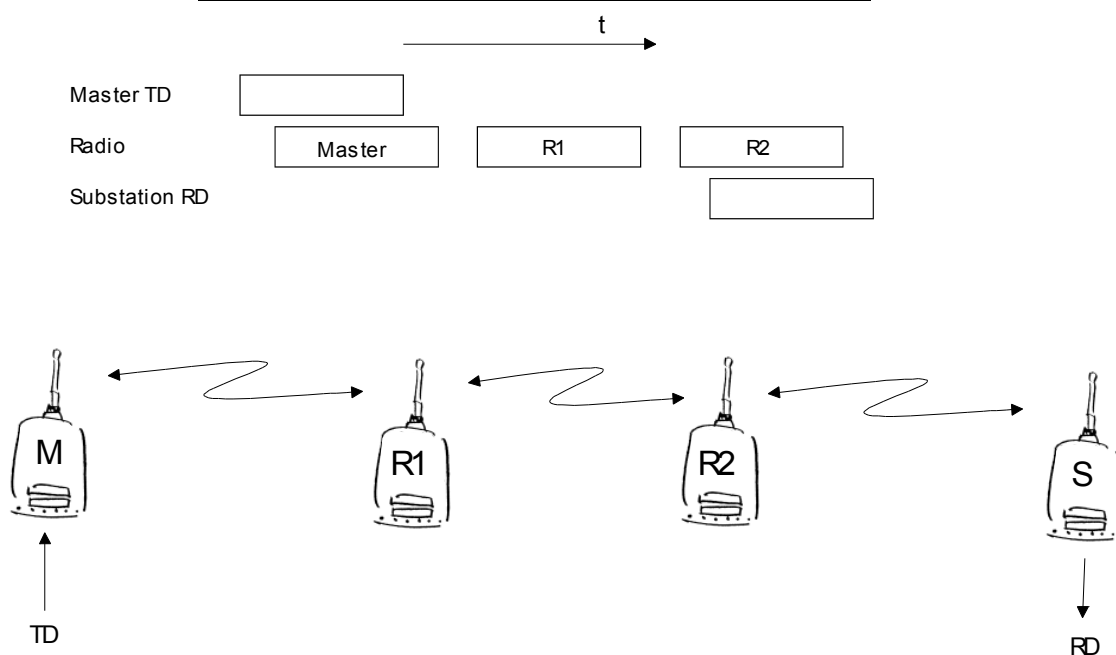 t
Master TD
Radio Master R1 R2
Substation RD
M R1 R2 S
TD RD